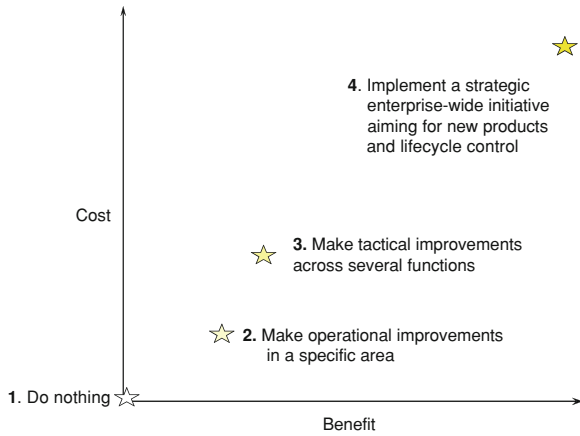 4. Implement a strategic
enterprise-wide initiative
aiming for new products
and lifecycle control
Cost
3. Make tactical improvements
across several functions
2. Make operational improvements
in a specific area
1. Do nothing
Benefit